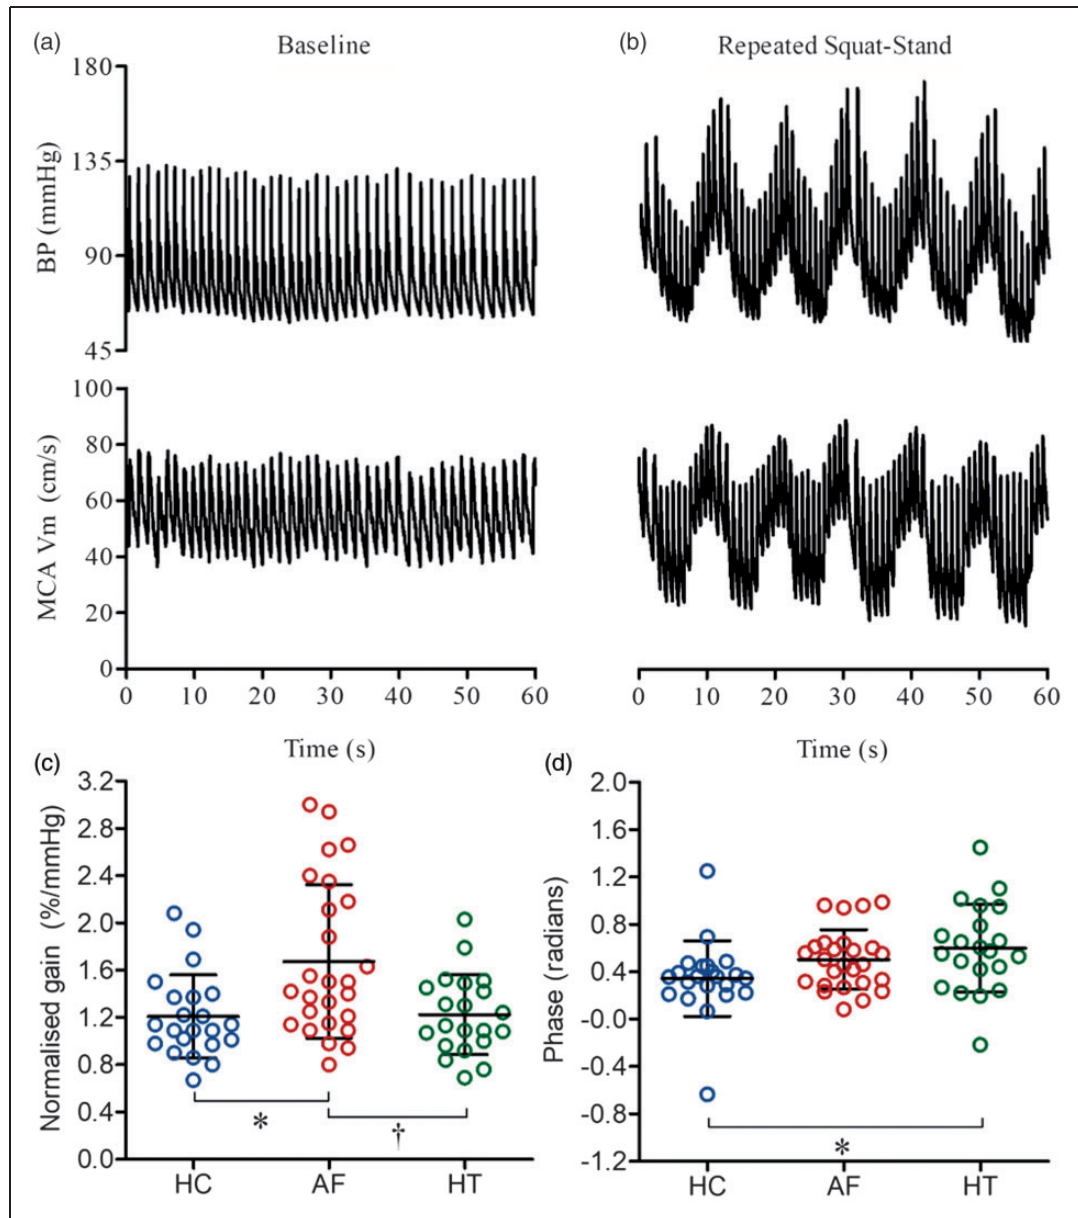 (a) Baseline
(b) Repeated Squat-Stand
BP (mmHg)
180
135
90
45
MCA Vm (cm/s)
100
80
60
40
20
0
0 10 20 30 40 50 60
0 10 20 30 40 50 60
Time (s)
Time (s)
(c)
Normalised gain (%/mmHg)
3.2
2.8
2.4
2.0
1.6
1.2
0.8
0.4
0.0
* †
HC AF HT
(d)
Phase (radians)
2.0
1.6
1.2
0.8
0.4
-0.0
-0.4
-0.8
-1.2
*
HC AF HT